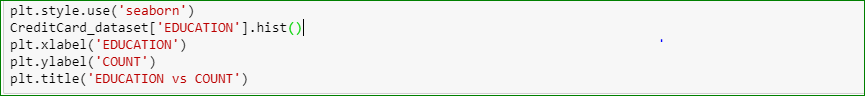 plt.style.use('seaborn')
CreditCard_dataset['EDUCATION'].hist()
plt.xlabel('EDUCATION')
plt.ylabel('COUNT')
plt.title('EDUCATION vs COUNT')